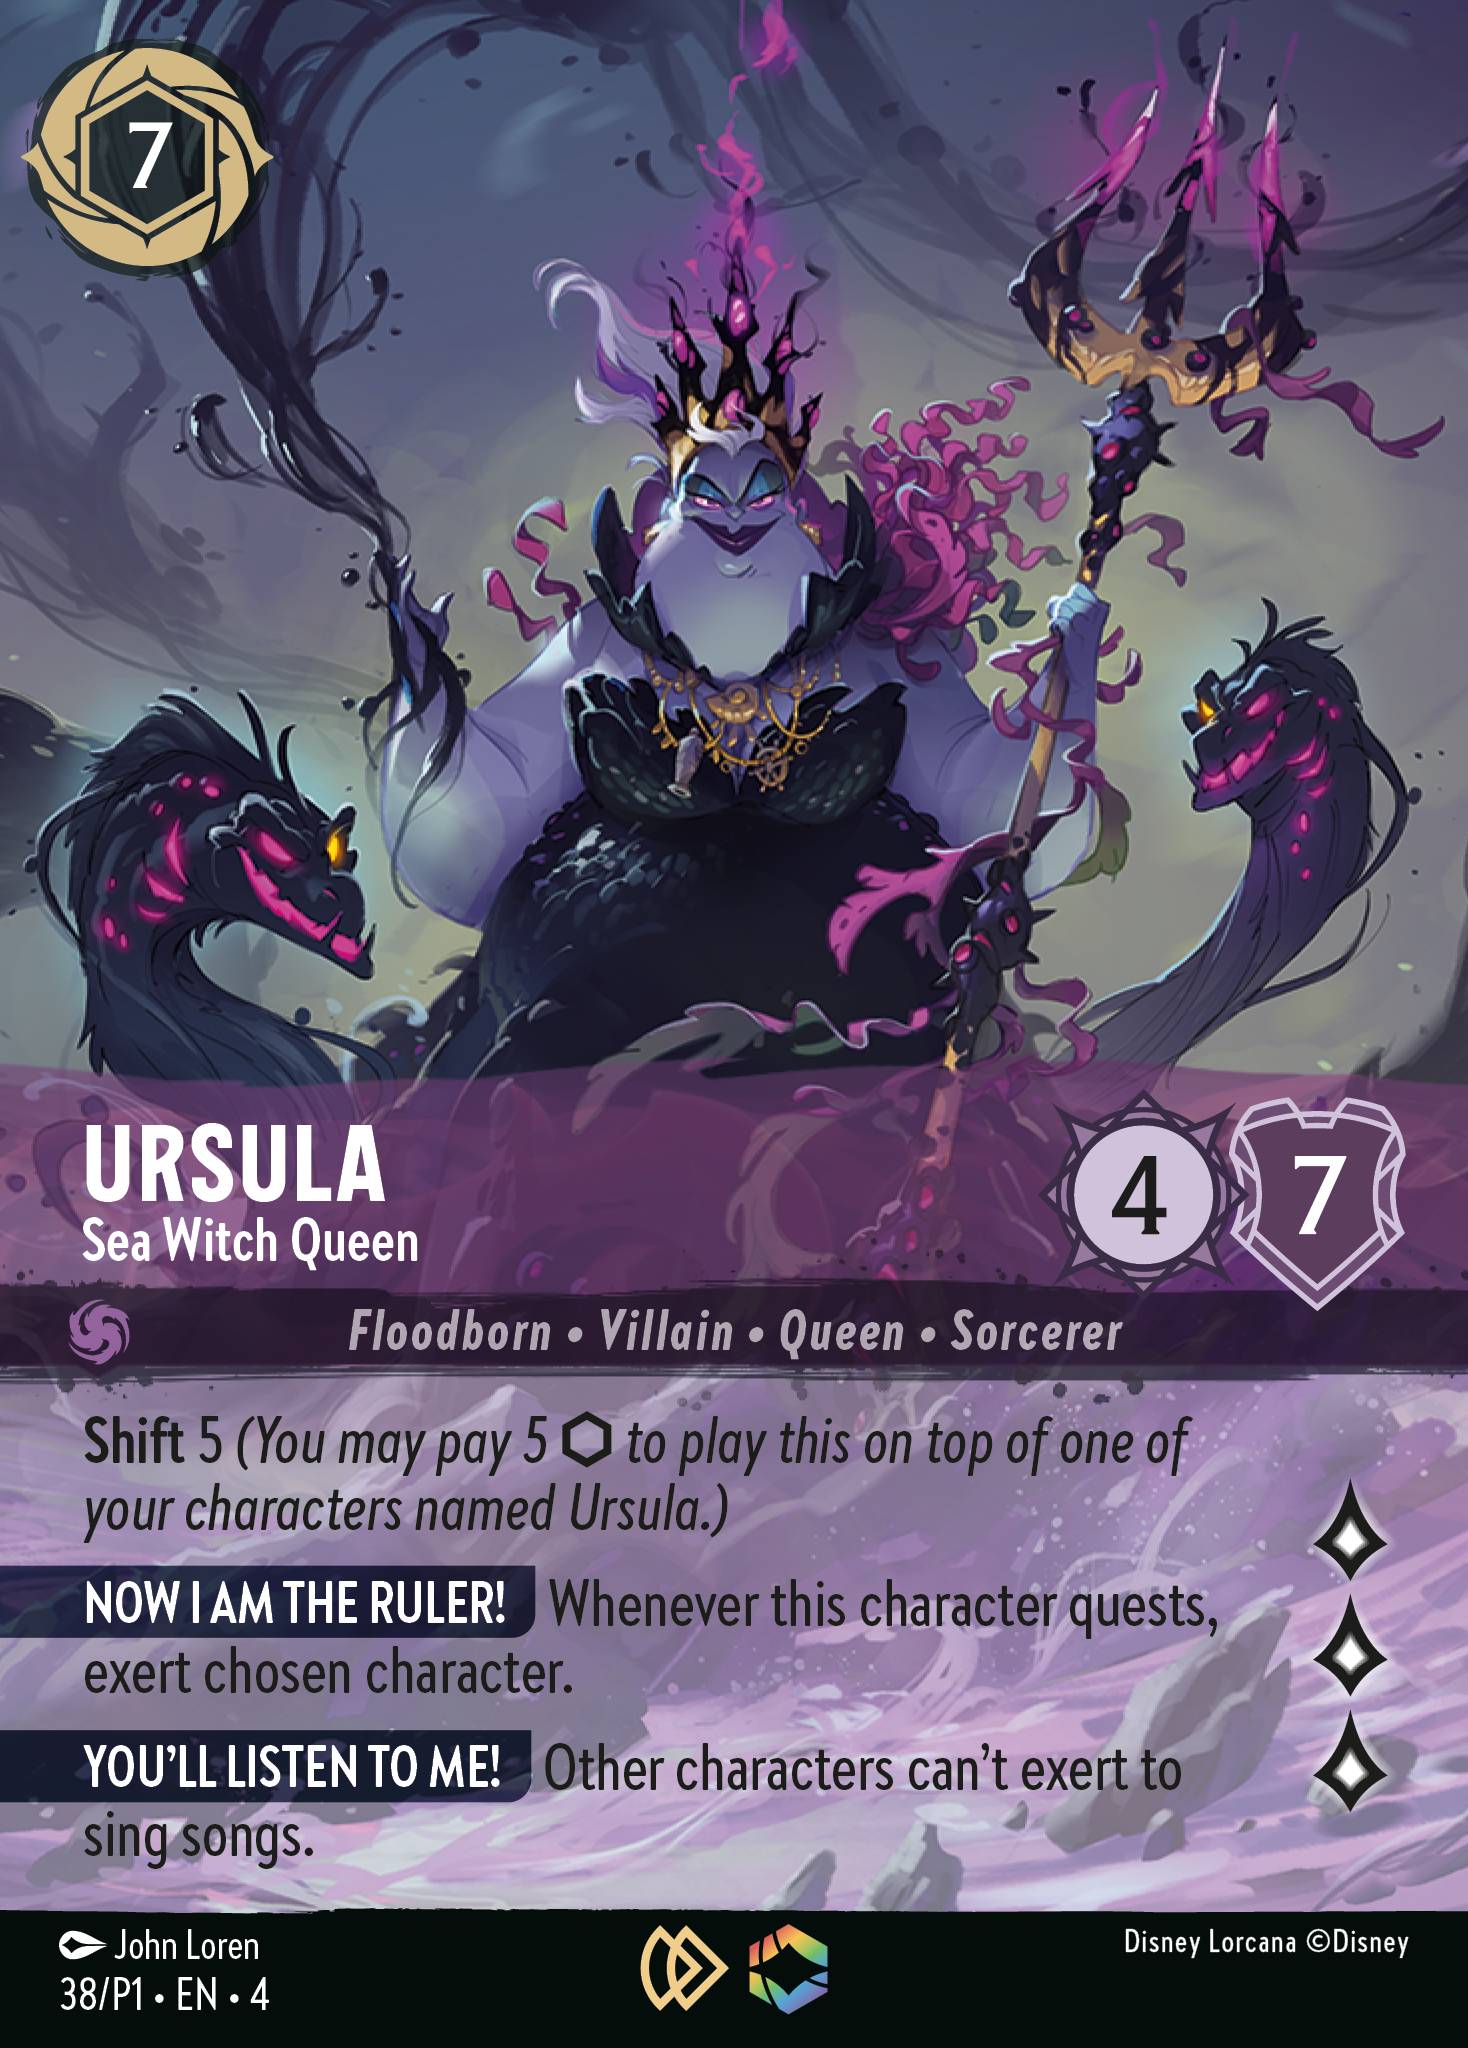 7
URSULA
Sea Witch Queen
4 7
Floodborn • Villain • Queen • Sorcerer
Shift 5 (You may pay 5 ⬡ to play this on top of one of
your characters named Ursula.)
NOW I AM THE RULER! Whenever this character quests,
exert chosen character.
YOU'LL LISTEN TO ME! Other characters can't exert to
sing songs.
John Loren
Disney Lorcana ©Disney
38/P1 • EN • 4